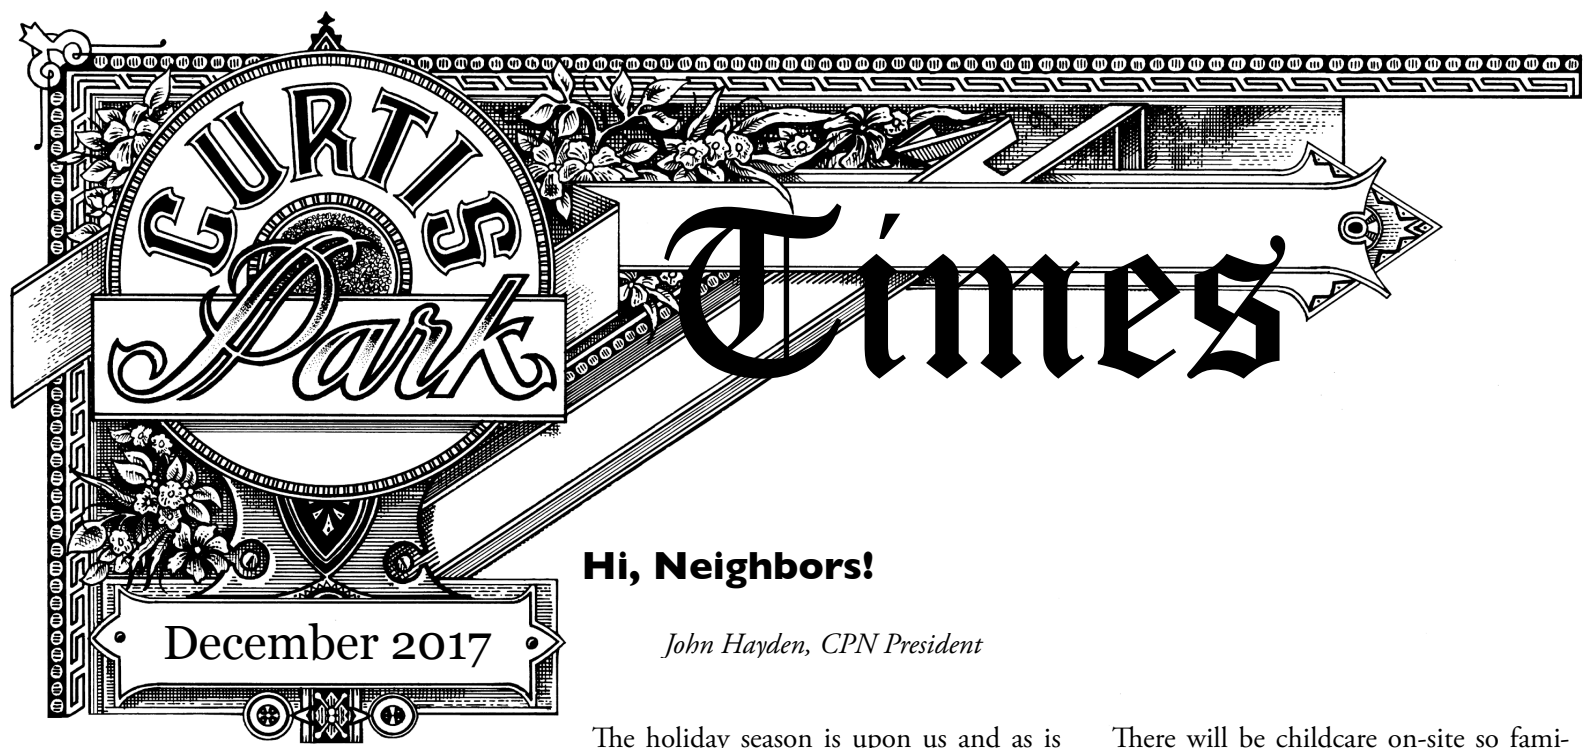 CURTIS
Park
Times
December 2017
Hi, Neighbors!
John Hayden, CPN President
The holiday season is upon us and as is
There will be childcare on-site so fami-